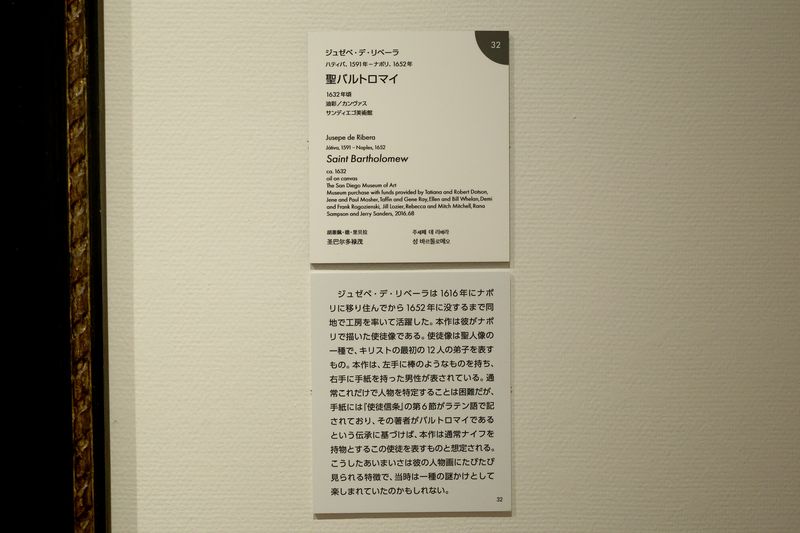 32
ジュゼペ・デ・リベーラ
ハティバ、1591年－ナポリ、1652年
聖バルトロマイ
1632年頃
油彩／カンヴァス
サンディエゴ美術館
Jusepe de Ribera
Játiva, 1591 – Naples, 1652
Saint Bartholomew
ca. 1632
oil on canvas
The San Diego Museum of Art
Museum purchase with funds provided by Tatiana and Robert Dotson,
Jene and Paul Mosher, Taffin and Gene Ray, Ellen and Bill Whelan, Demi
and Frank Rogozienski, Jill Lozier, Rebecca and Mitch Mitchell, Rana
Sampson and Jerry Sanders, 2016.68
胡塞佩・德・里贝拉
圣巴尔多禄茂
주세페 데 리베라
성 바르톨로메오
ジュゼペ・デ・リベーラは1616年にナポ
リに移り住んでから1652年に没するまで同
地で工房を率いて活躍した。本作は彼がナポ
リで描いた使徒像である。使徒像は聖人像の
一種で、キリストの最初の12人の弟子を表す
もの。本作は、左手に棒のようなものを持ち、
右手に手紙を持った男性が表されている。通
常これだけで人物を特定することは困難だが、
手紙には『使徒信条』の第6節がラテン語で記
されており、その著者がバルトロマイである
という伝承に基づけば、本作は通常ナイフを
持物とするこの使徒を表すものと想定される。
こうしたあいまいさは彼の人物画にたびたび
見られる特徴で、当時は一種の謎かけとして
楽しまれていたのかもしれない。
32